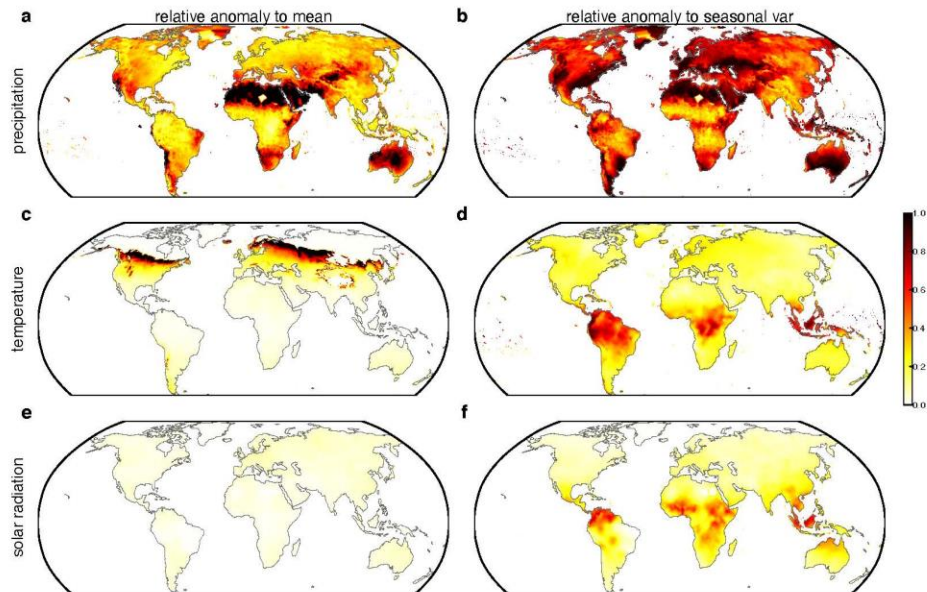 a relative anomaly to mean
b relative anomaly to seasonal var
precipitation
c
d
temperature
1.0
0.8
0.6
0.4
0.2
0.0
e
f
solar radiation